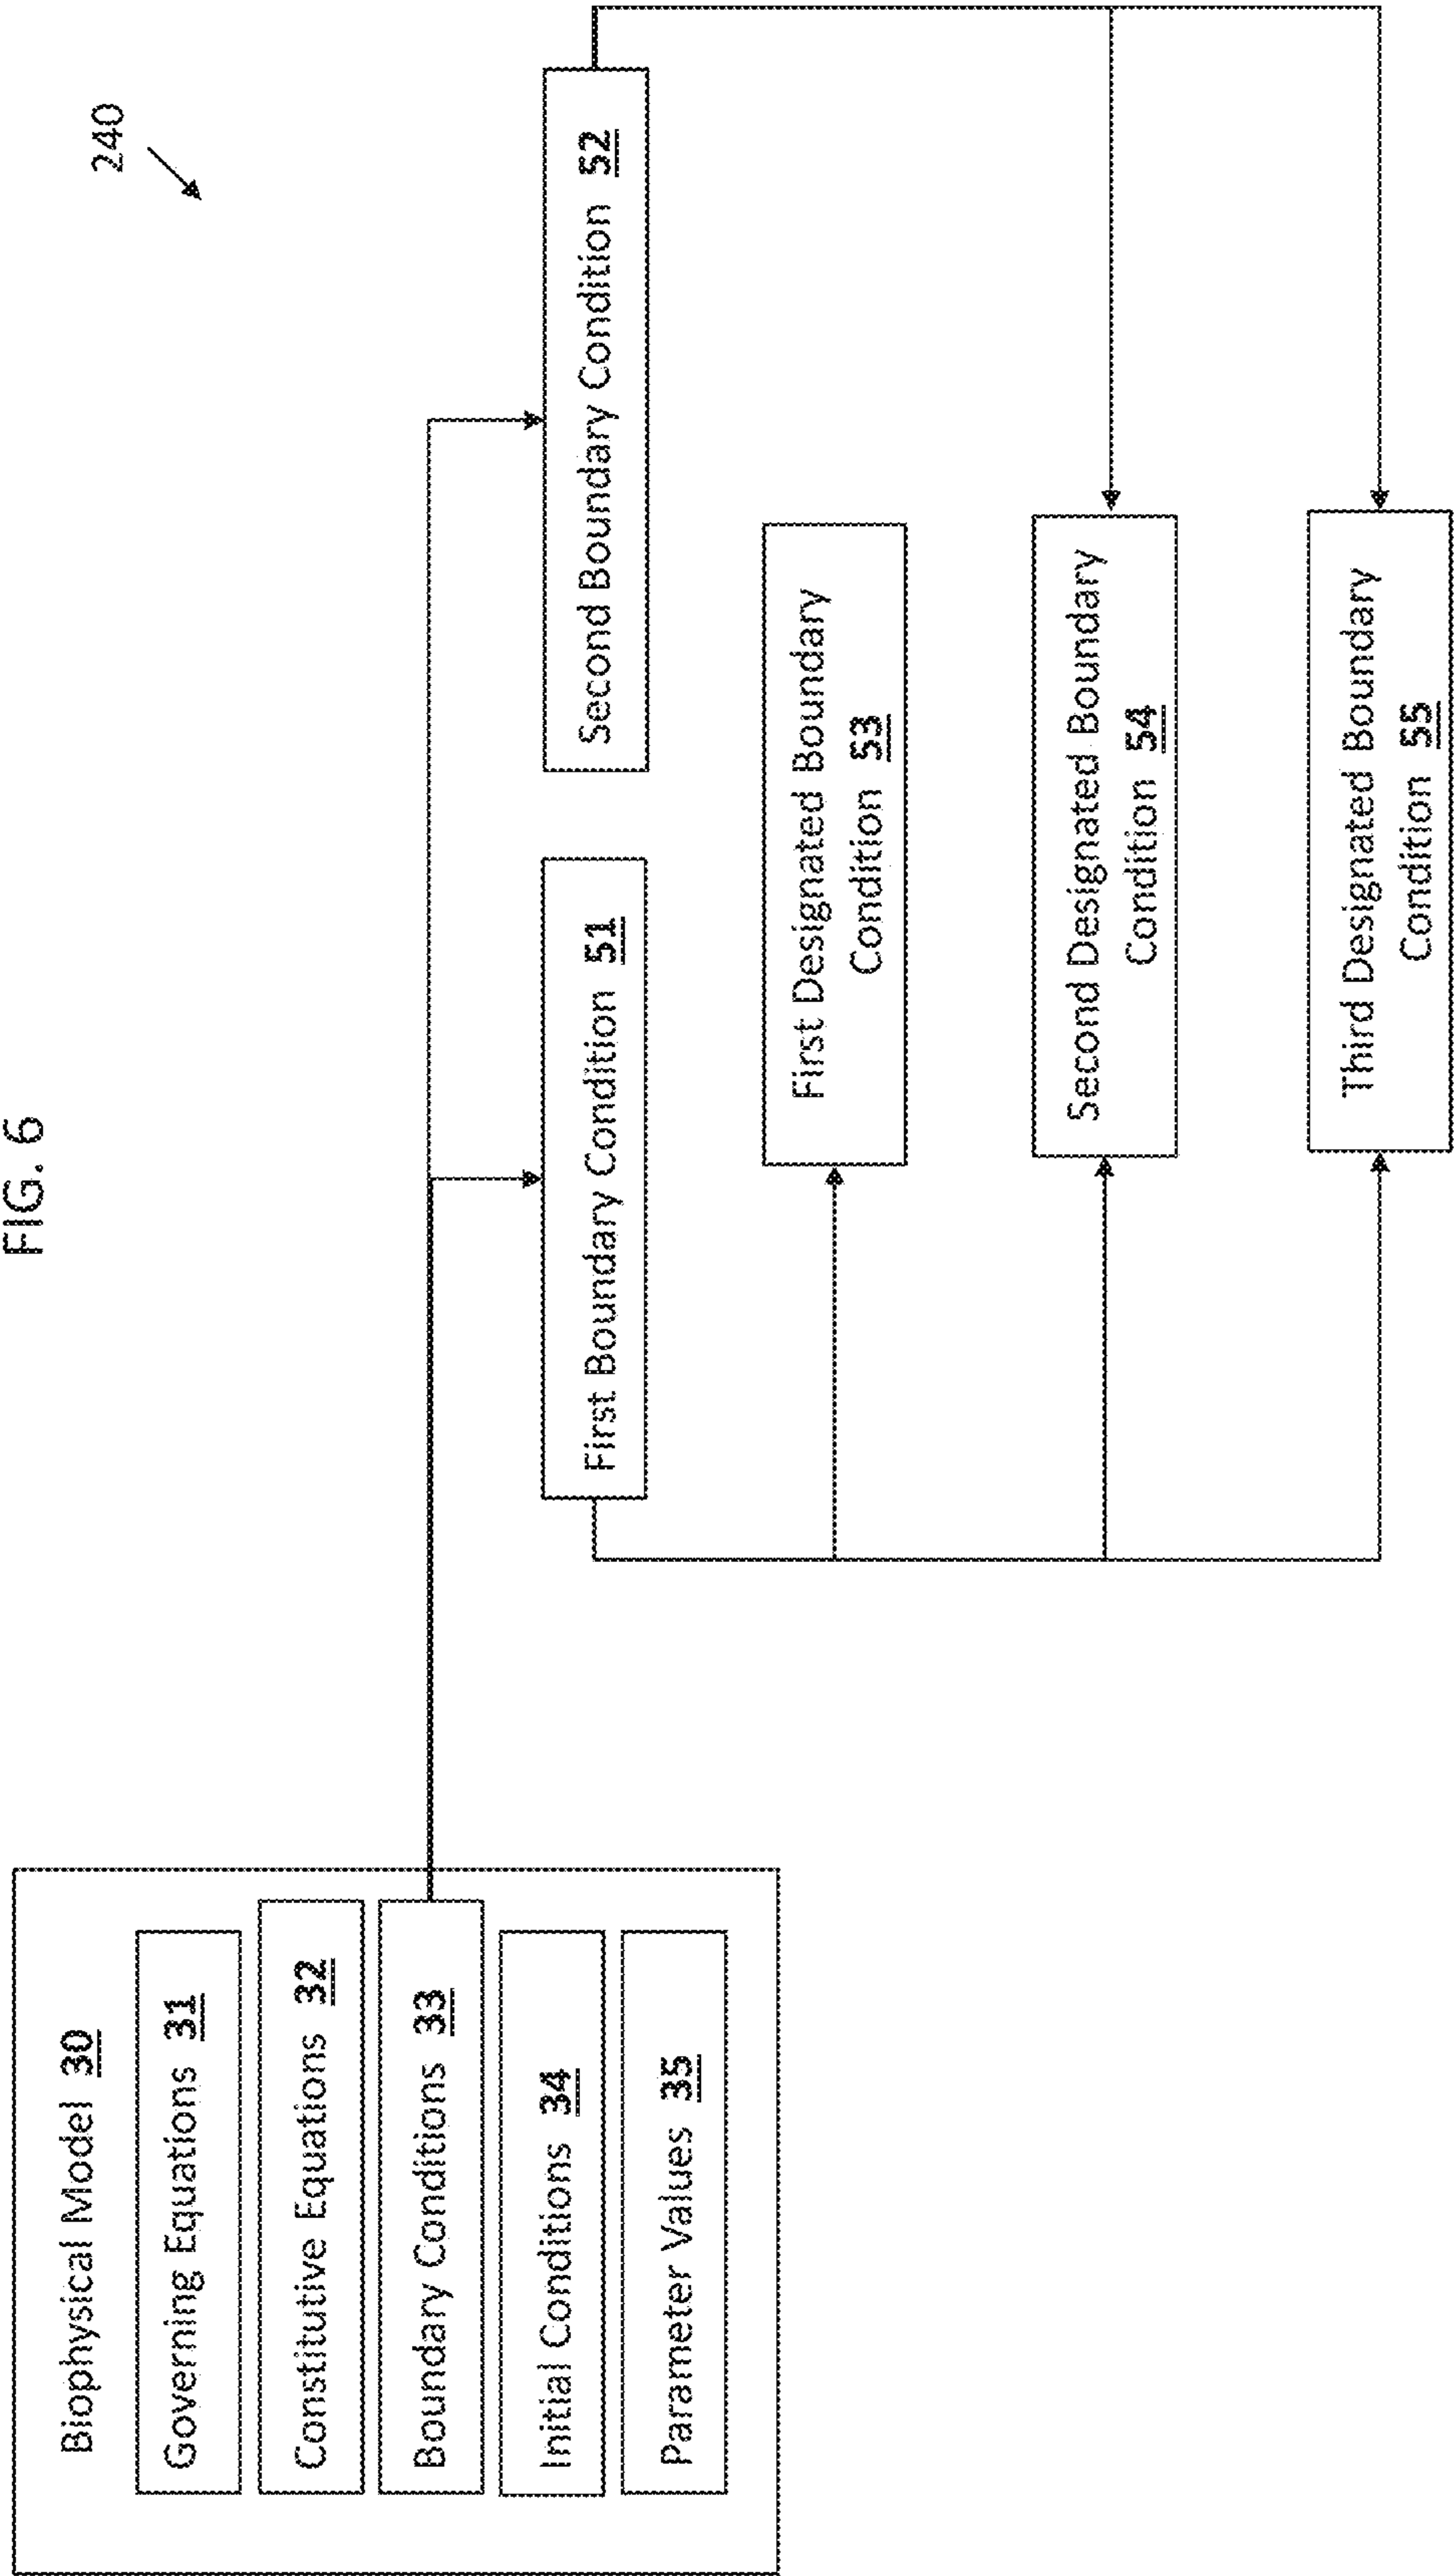 FIG. 6
240
Biophysical Model 30
Governing Equations 31
Constitutive Equations 32
Boundary Conditions 33
Initial Conditions 34
Parameter Values 35
First Boundary Condition 51
Second Boundary Condition 52
First Designated Boundary
Condition 53
Second Designated Boundary
Condition 54
Third Designated Boundary
Condition 55